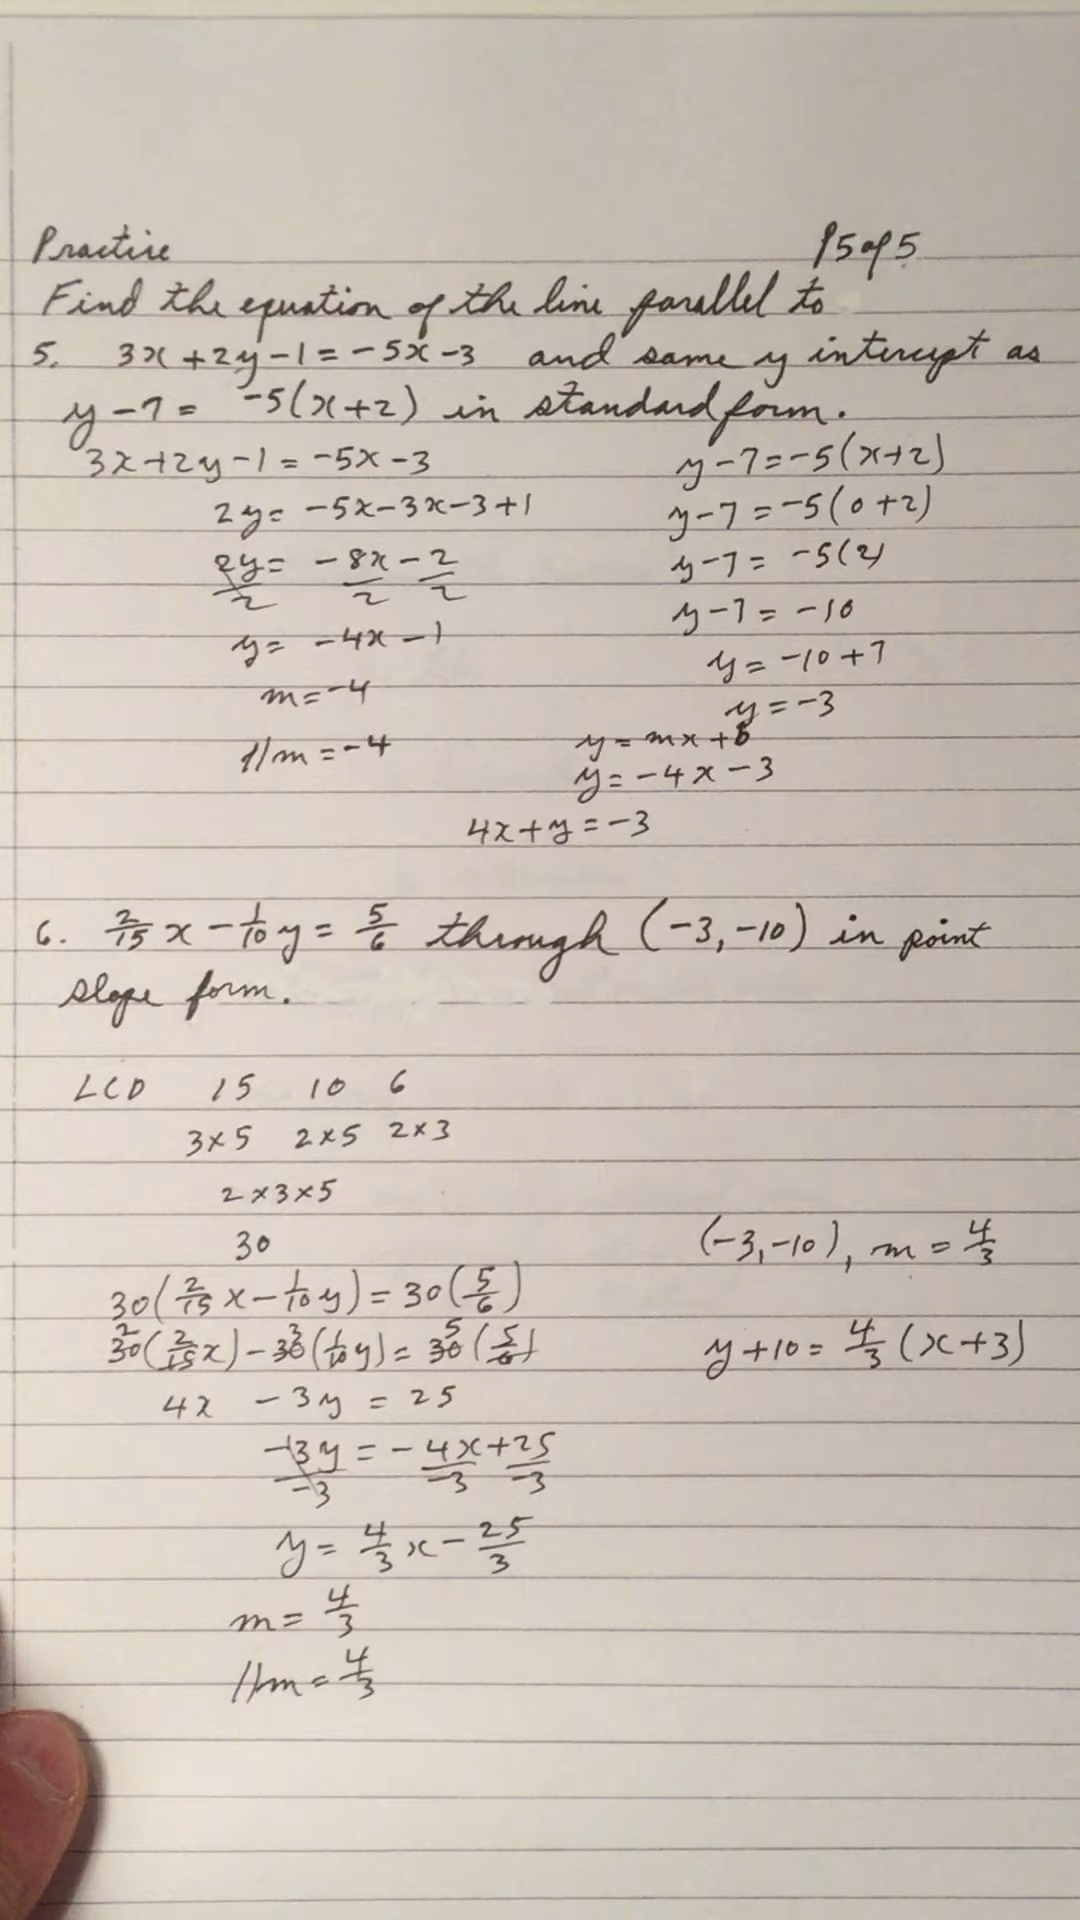 Practice P5 of 5
Find the equation of the line parallel to
5. 3x + 2y - 1 = -5x - 3 and same y intercept as
y - 7 = -5(x + 2) in standard form.
3x + 2y - 1 = -5x - 3
2y = -5x - 3x - 3 + 1
2y/2 = -8x/2 - 2/2
y = -4x - 1
m = -4
// m = -4
y - 7 = -5(x + 2)
y - 7 = -5(0 + 2)
y - 7 = -5(2)
y - 7 = -10
y = -10 + 7
y = -3
y = mx + b
y = -4x - 3
4x + y = -3
6. 2/15 x - 1/10 y = 5/6 through (-3, -10) in point
slope form.
LCD 15 10 6
3×5 2×5 2×3
2×3×5
30
30(2/15 x - 1/10 y) = 30(5/6)
2 30(2/15 x) - 3 30(1/10 y) = 5 30(5/6)
4x - 3y = 25
-3y/-3 = -4x/-3 + 25/-3
y = 4/3 x - 25/3
m = 4/3
// m = 4/3
(-3, -10), m = 4/3
y + 10 = 4/3 (x + 3)